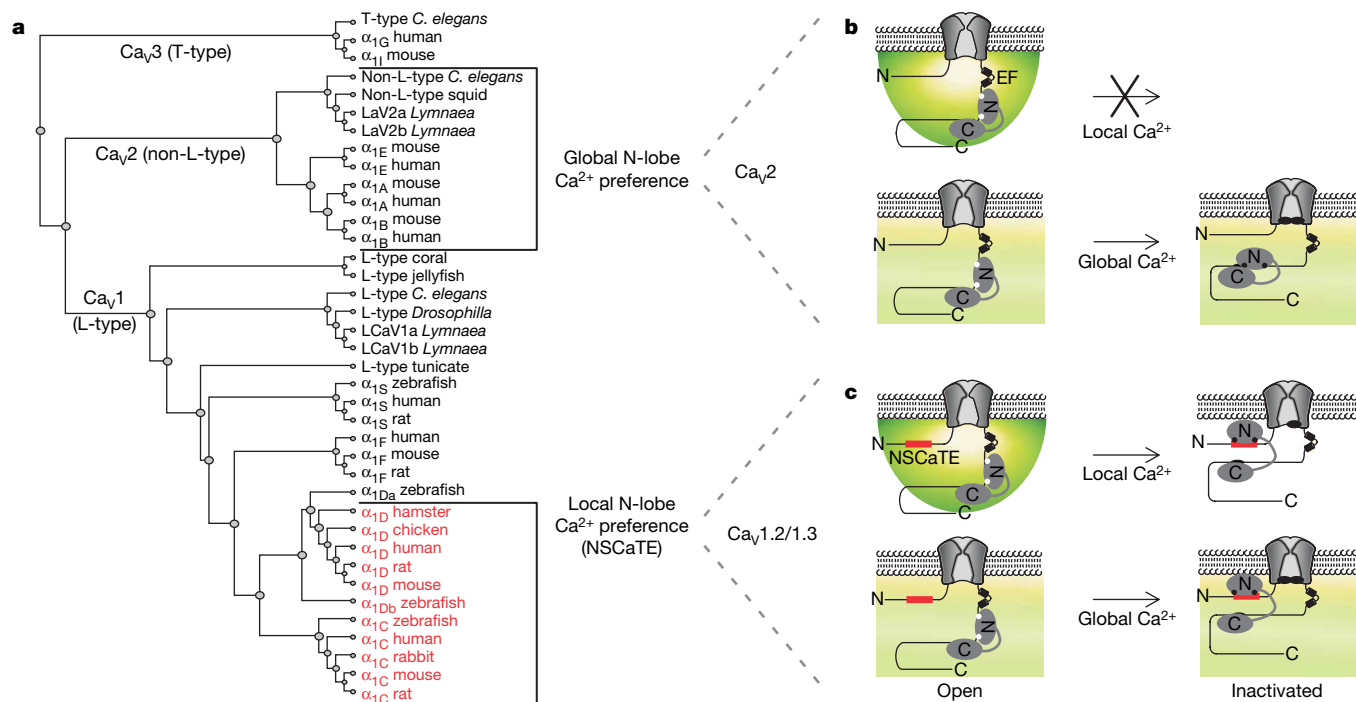 a
T-type C. elegans
α1G human
α1I mouse
CaV3 (T-type)
Non-L-type C. elegans
Non-L-type squid
LaV2a Lymnaea
LaV2b Lymnaea
CaV2 (non-L-type)
α1E mouse
α1E human
α1A mouse
α1A human
α1B mouse
α1B human
L-type coral
L-type jellyfish
CaV1
(L-type)
L-type C. elegans
L-type Drosophilla
LCaV1a Lymnaea
LCaV1b Lymnaea
L-type tunicate
α1S zebrafish
α1S human
α1S rat
α1F human
α1F mouse
α1F rat
α1Da zebrafish
α1D hamster
α1D chicken
α1D human
α1D rat
α1D mouse
α1Db zebrafish
α1C zebrafish
α1C human
α1C rabbit
α1C mouse
α1C rat
Global N-lobe
Ca2+ preference
CaV2
Local N-lobe
Ca2+ preference
(NSCaTE)
CaV1.2/1.3
b
N
EF
N
C
C
Local Ca2+
N
N
C
C
Global Ca2+
N
N
C
C
c
N
NSCaTE
N
C
C
Local Ca2+
N
N
C
C
N
N
C
C
Global Ca2+
N
N
C
C
Open
Inactivated